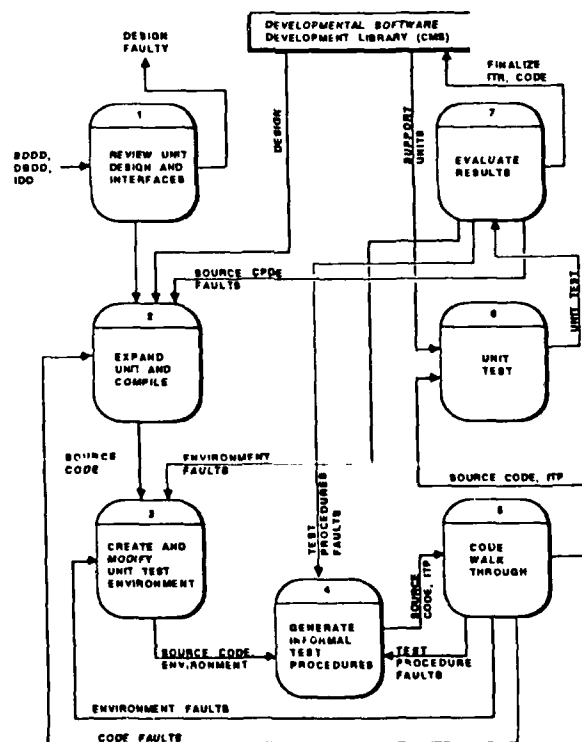 DEVELOPMENTAL SOFTWARE
DEVELOPMENT LIBRARY (CMS)
DESIGN
FAULTY
FINALIZE
ITR, CODE
1
REVIEW UNIT
DESIGN AND
INTERFACES
SDDD,
DBDD,
IDD
DESIGN
SUPPORT
UNITS
7
EVALUATE
RESULTS
SOURCE CPDE
FAULTS
UNIT TEST
2
EXPAND
UNIT AND
COMPILE
6
UNIT
TEST
SOURCE
CODE
ENVIRONMENT
FAULTS
SOURCE CODE, ITP
TEST
PROCEDURES
FAULTS
3
CREATE AND
MODIFY
UNIT TEST
ENVIRONMENT
5
CODE
WALK
THROUGH
SOURCE
CODE, ITP
4
GENERATE
INFORMAL
TEST
PROCEDURES
SOURCE CODE,
ENVIRONMENT
TEST
PROCEDURE
FAULTS
ENVIRONMENT FAULTS
CODE FAULTS